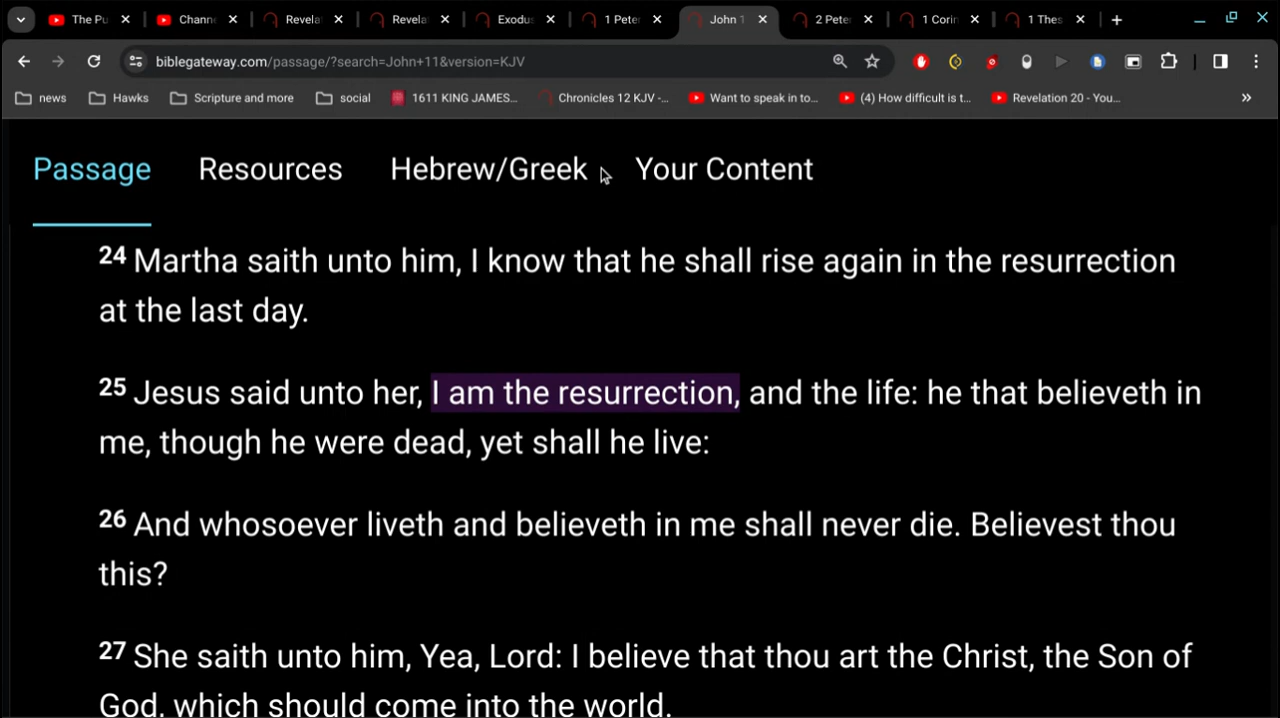 The Pu Channe Revela Revela Exodus 1 Peter John 1 2 Peter 1 Corin 1 Thes
biblegateway.com/passage/?search=John+11&version=KJV
news Hawks Scripture and more social 1611 KING JAMES... Chronicles 12 KJV -... Want to speak in to... (4) How difficult is t... Revelation 20 - You...
Passage Resources Hebrew/Greek Your Content
24 Martha saith unto him, I know that he shall rise again in the resurrection
at the last day.
25 Jesus said unto her, I am the resurrection, and the life: he that believeth in
me, though he were dead, yet shall he live:
26 And whosoever liveth and believeth in me shall never die. Believest thou
this?
27 She saith unto him, Yea, Lord: I believe that thou art the Christ, the Son of
God, which should come into the world.